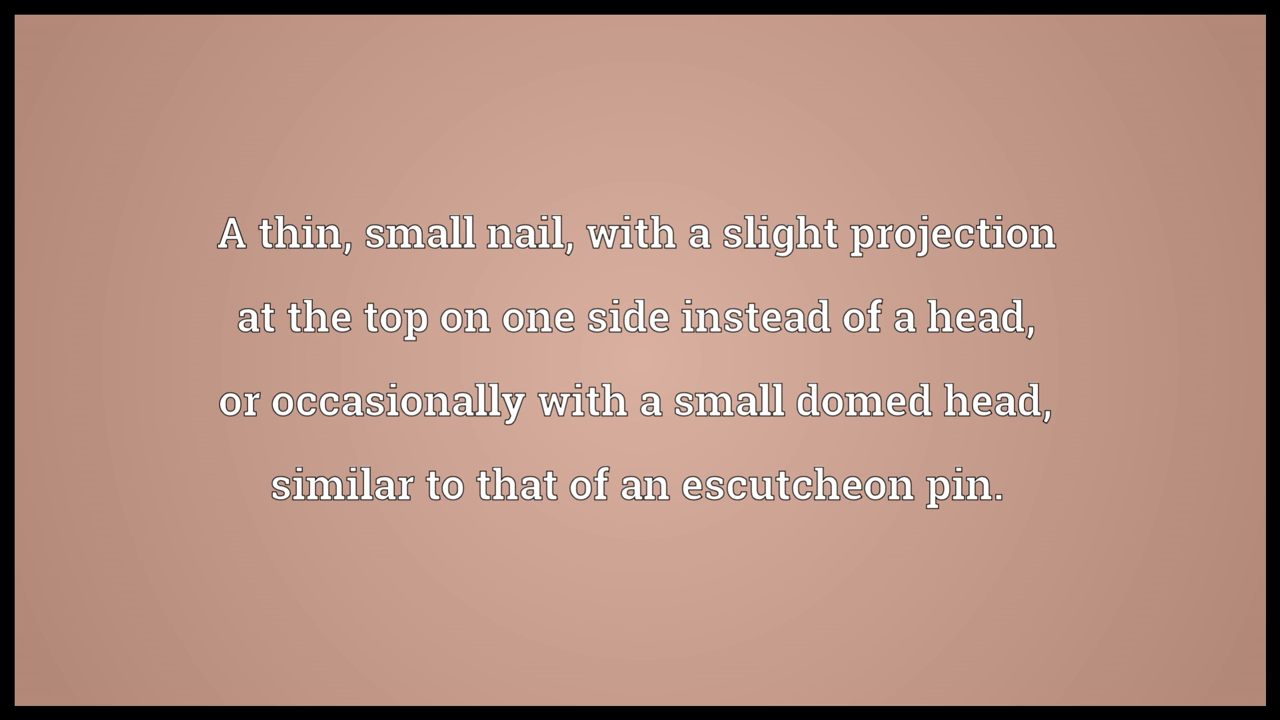 A thin, small nail, with a slight projection
at the top on one side instead of a head,
or occasionally with a small domed head,
similar to that of an escutcheon pin.